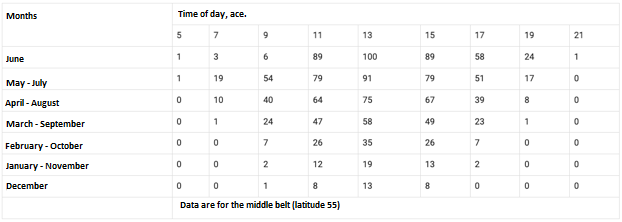 Months Time of day, ace.
5 7 9 11 13 15 17 19 21
June 1 3 6 89 100 89 58 24 1
May - July 1 19 54 79 91 79 51 17 0
April - August 0 10 40 64 75 67 39 8 0
March - September 0 1 24 47 58 49 23 1 0
February - October 0 0 7 26 35 26 7 0 0
January - November 0 0 2 12 19 13 2 0 0
December 0 0 1 8 13 8 0 0 0
Data are for the middle belt (latitude 55)